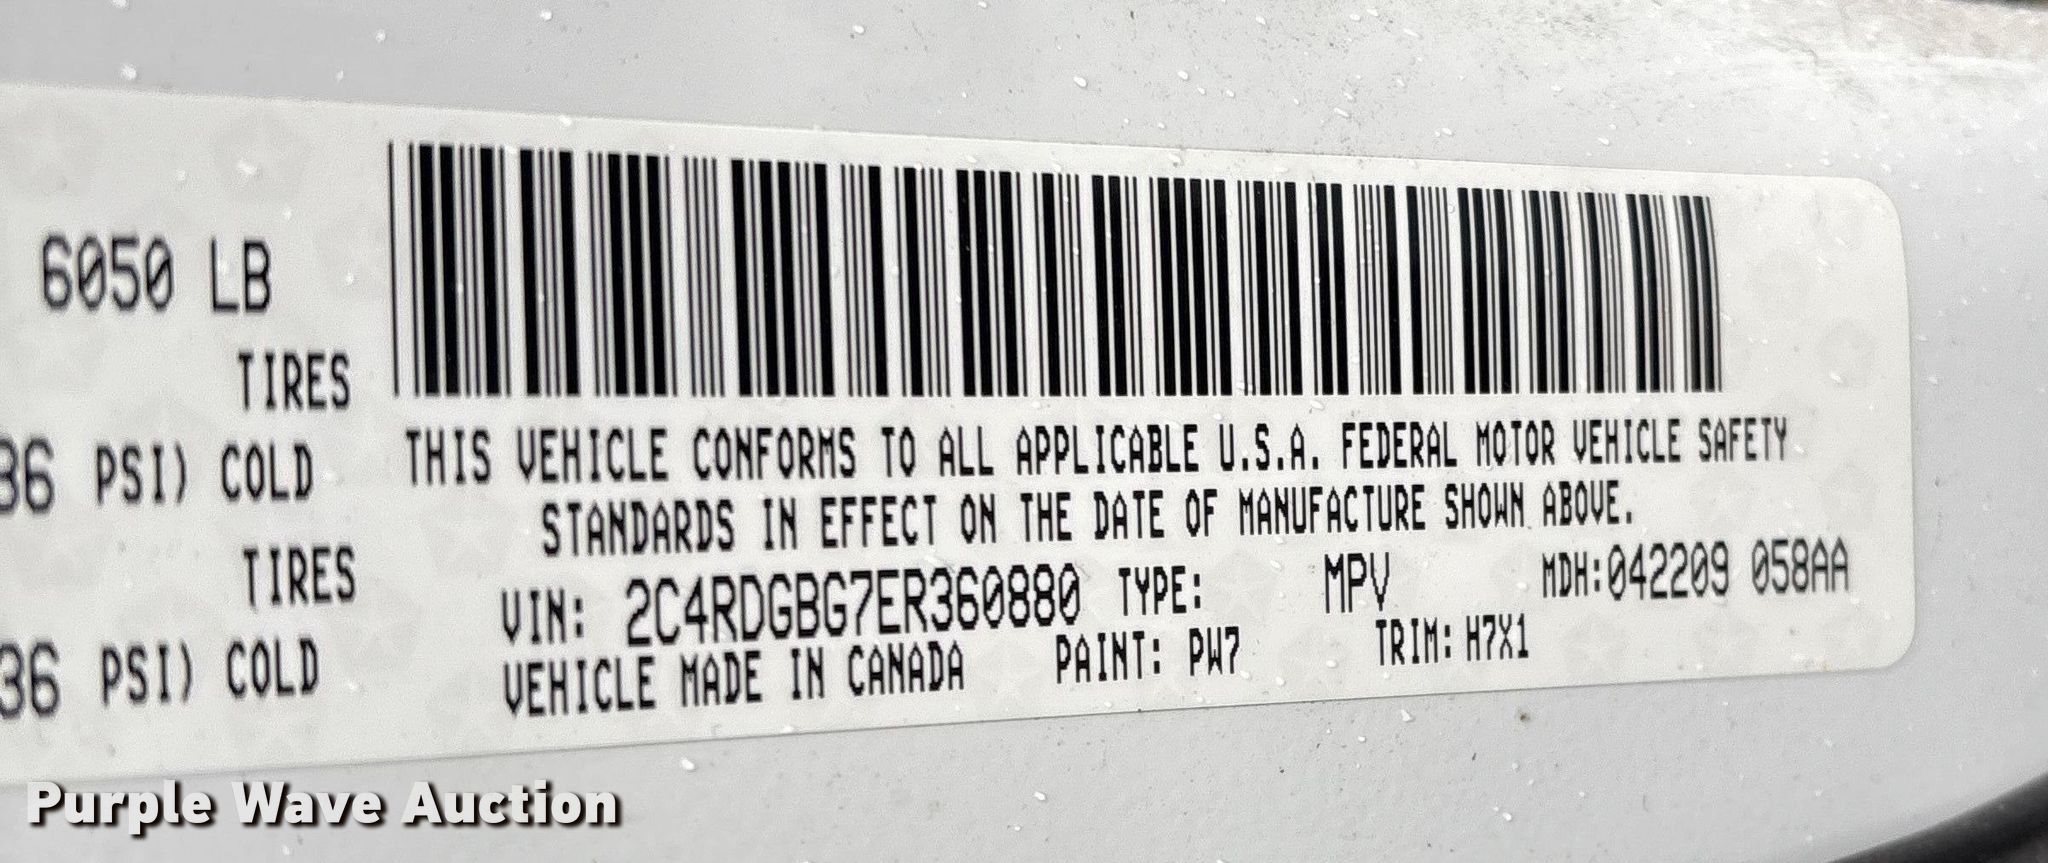 6050 LB
TIRES
36 PSI) COLD
TIRES
36 PSI) COLD
THIS VEHICLE CONFORMS TO ALL APPLICABLE U.S.A. FEDERAL MOTOR VEHICLE SAFETY
STANDARDS IN EFFECT ON THE DATE OF MANUFACTURE SHOWN ABOVE.
VIN: 2C4RDGBG7ER360880 TYPE: MPV MDH:042209 058AA
VEHICLE MADE IN CANADA PAINT: PW7 TRIM: H7X1
Purple Wave Auction